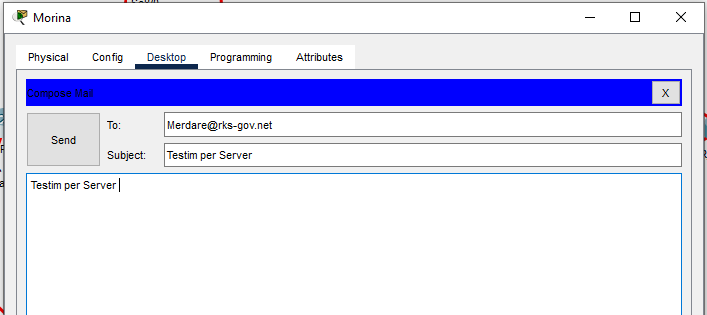 Morina
Physical Config Desktop Programming Attributes
Compose Mail X
Send
To: Merdare@rks-gov.net
Subject: Testim per Server
Testim per Server